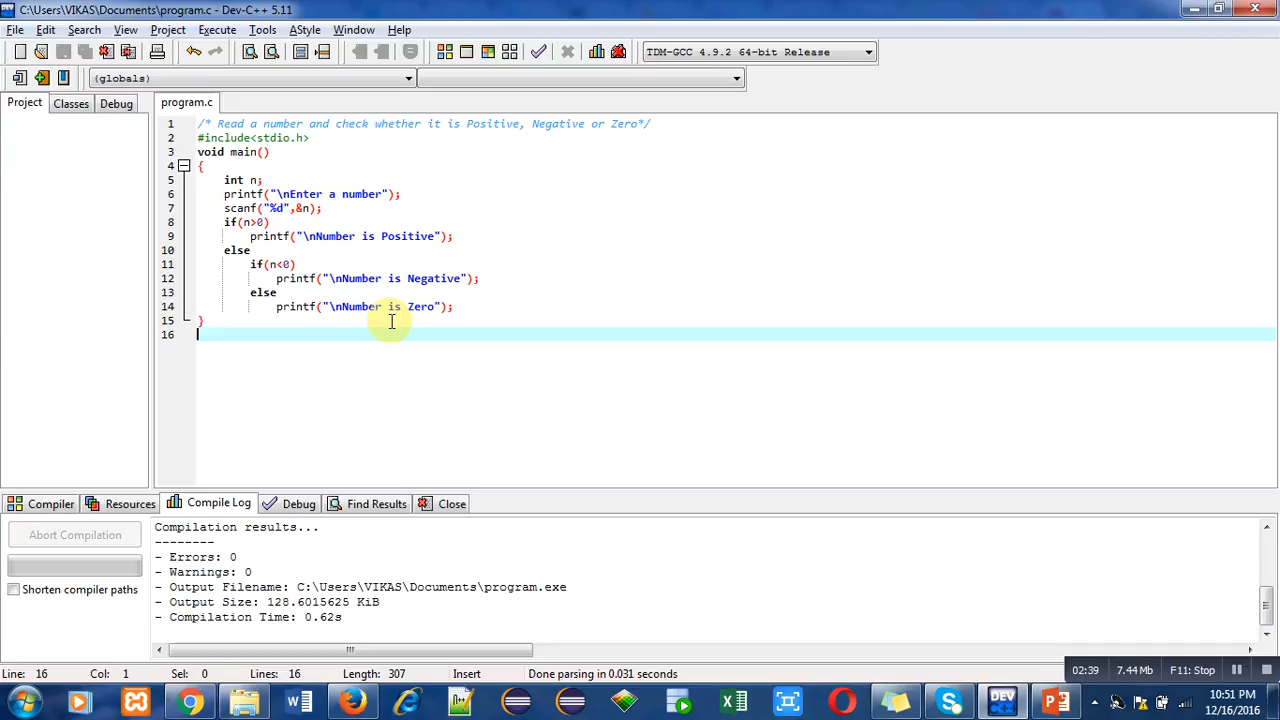 C:\Users\VIKAS\Documents\program.c - Dev-C++ 5.11
File Edit Search View Project Execute Tools AStyle Window Help
TDM-GCC 4.9.2 64-bit Release
(globals)
Project Classes Debug program.c
1 /* Read a number and check whether it is Positive, Negative or Zero*/
2 #include<stdio.h>
3 void main()
4 {
5 int n;
6 printf("\nEnter a number");
7 scanf("%d",&n);
8 if(n>0)
9 printf("\nNumber is Positive");
10 else
11 if(n<0)
12 printf("\nNumber is Negative");
13 else
14 printf("\nNumber is Zero");
15 }
16
Compiler Resources Compile Log Debug Find Results Close
Abort Compilation
Shorten compiler paths
Compilation results...
--------
- Errors: 0
- Warnings: 0
- Output Filename: C:\Users\VIKAS\Documents\program.exe
- Output Size: 128.6015625 KiB
- Compilation Time: 0.62s
Line: 16 Col: 1 Sel: 0 Lines: 16 Length: 307 Insert Done parsing in 0.031 seconds
02:39 7.44 Mb F11: Stop
DEV
10:51 PM
12/16/2016